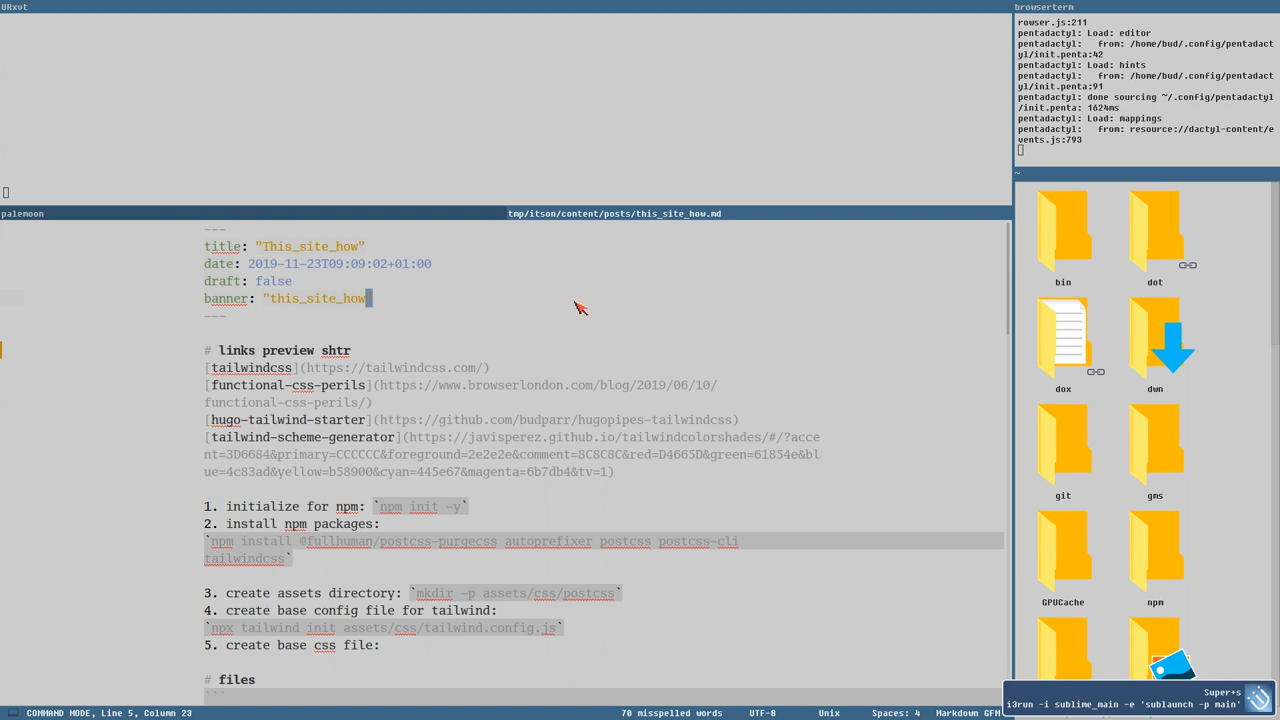 URxvt
browserterm
rowser.js:211
pentadactyl: Load: editor
pentadactyl:   from: /home/bud/.config/pentadact
yl/init.penta:42
pentadactyl: Load: hints
pentadactyl:   from: /home/bud/.config/pentadact
yl/init.penta:91
pentadactyl: done sourcing ~/.config/pentadactyl
/init.penta: 1624ms
pentadactyl: Load: mappings
pentadactyl:   from: resource://dactyl-content/e
vents.js:793
~
palemoon
tmp/itson/content/posts/this_site_how.md
---
title: "This_site_how"
date: 2019-11-23T09:09:02+01:00
draft: false
banner: "this_site_how"
---
# links preview shtr
[tailwindcss](https://tailwindcss.com/)
[functional-css-perils](https://www.browserlondon.com/blog/2019/06/10/
functional-css-perils/)
[hugo-tailwind-starter](https://github.com/budparr/hugopipes-tailwindcss)
[tailwind-scheme-generator](https://javisperez.github.io/tailwindcolorshades/#/?acce
nt=3D6684&primary=CCCCCC&foreground=2e2e2e&comment=8C8C8C&red=D4665D&green=61854e&bl
ue=4c83ad&yellow=b58900&cyan=445e67&magenta=6b7db4&tv=1)
1. initialize for npm: `npm init -y`
2. install npm packages:
`npm install @fullhuman/postcss-purgecss autoprefixer postcss postcss-cli
tailwindcss`
3. create assets directory: `mkdir -p assets/css/postcss`
4. create base config file for tailwind:
`npx tailwind init assets/css/tailwind.config.js`
5. create base css file:
# files
```
bin
dot
dox
dwn
git
gms
GPUCache
npm
Super+s
i3run -i sublime_main -e 'sublaunch -p main'
COMMAND MODE, Line 5, Column 23
70 misspelled words
UTF-8
Unix
Spaces: 4
Markdown GFM